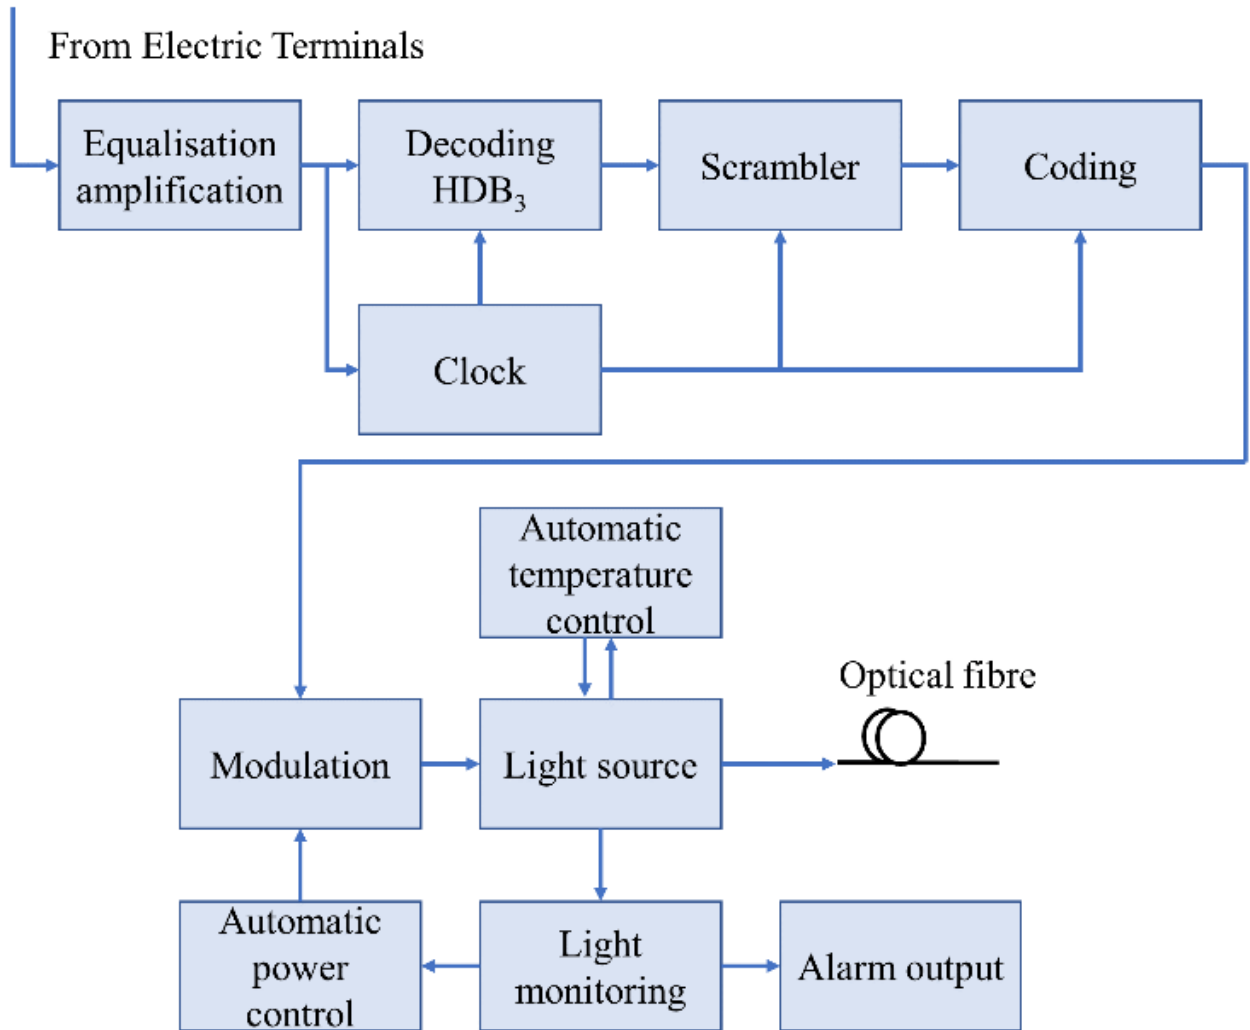 From Electric Terminals
Equalisation
amplification
Decoding
HDB₃
Scrambler
Coding
Clock
Automatic
temperature
control
Optical fibre
Modulation
Light source
Automatic
power
control
Light
monitoring
Alarm output